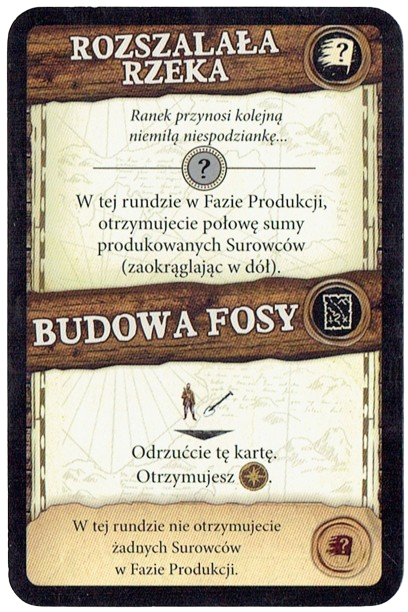 ROZSZALAŁA
RZEKA
?
Ranek przynosi kolejną
niemiłą niespodziankę...
?
W tej rundzie w Fazie Produkcji,
otrzymujecie połowę sumy
produkowanych Surowców
(zaokrąglając w dół).
BUDOWA FOSY
Odrzućcie tę kartę.
Otrzymujesz .
W tej rundzie nie otrzymujecie
żadnych Surowców
w Fazie Produkcji.
?